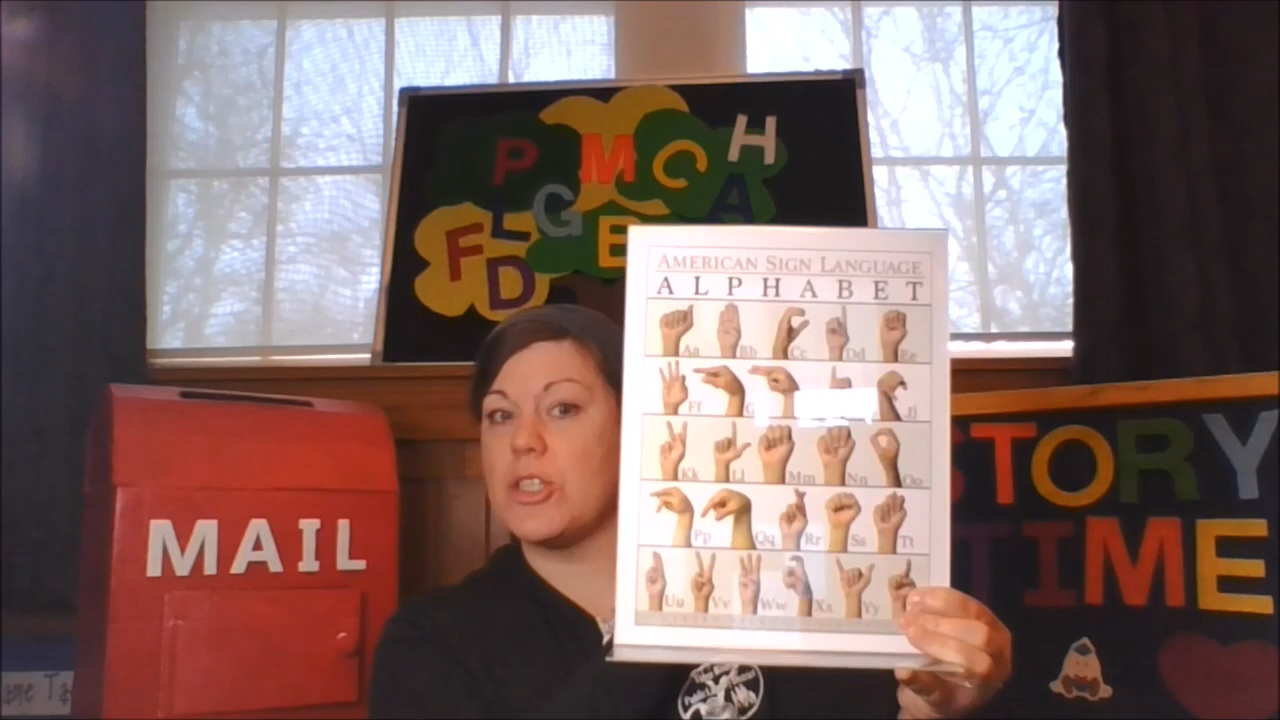 P M C H
G A
F L B
D
AMERICAN SIGN LANGUAGE
ALPHABET
Aa Bb Cc Dd Ee
Ff G Jj
Kk Ll Mm Nn Oo
Pp Qq Rr Ss Tt
Uu Vv Ww Xx Yy
MAIL
STORY
TIME